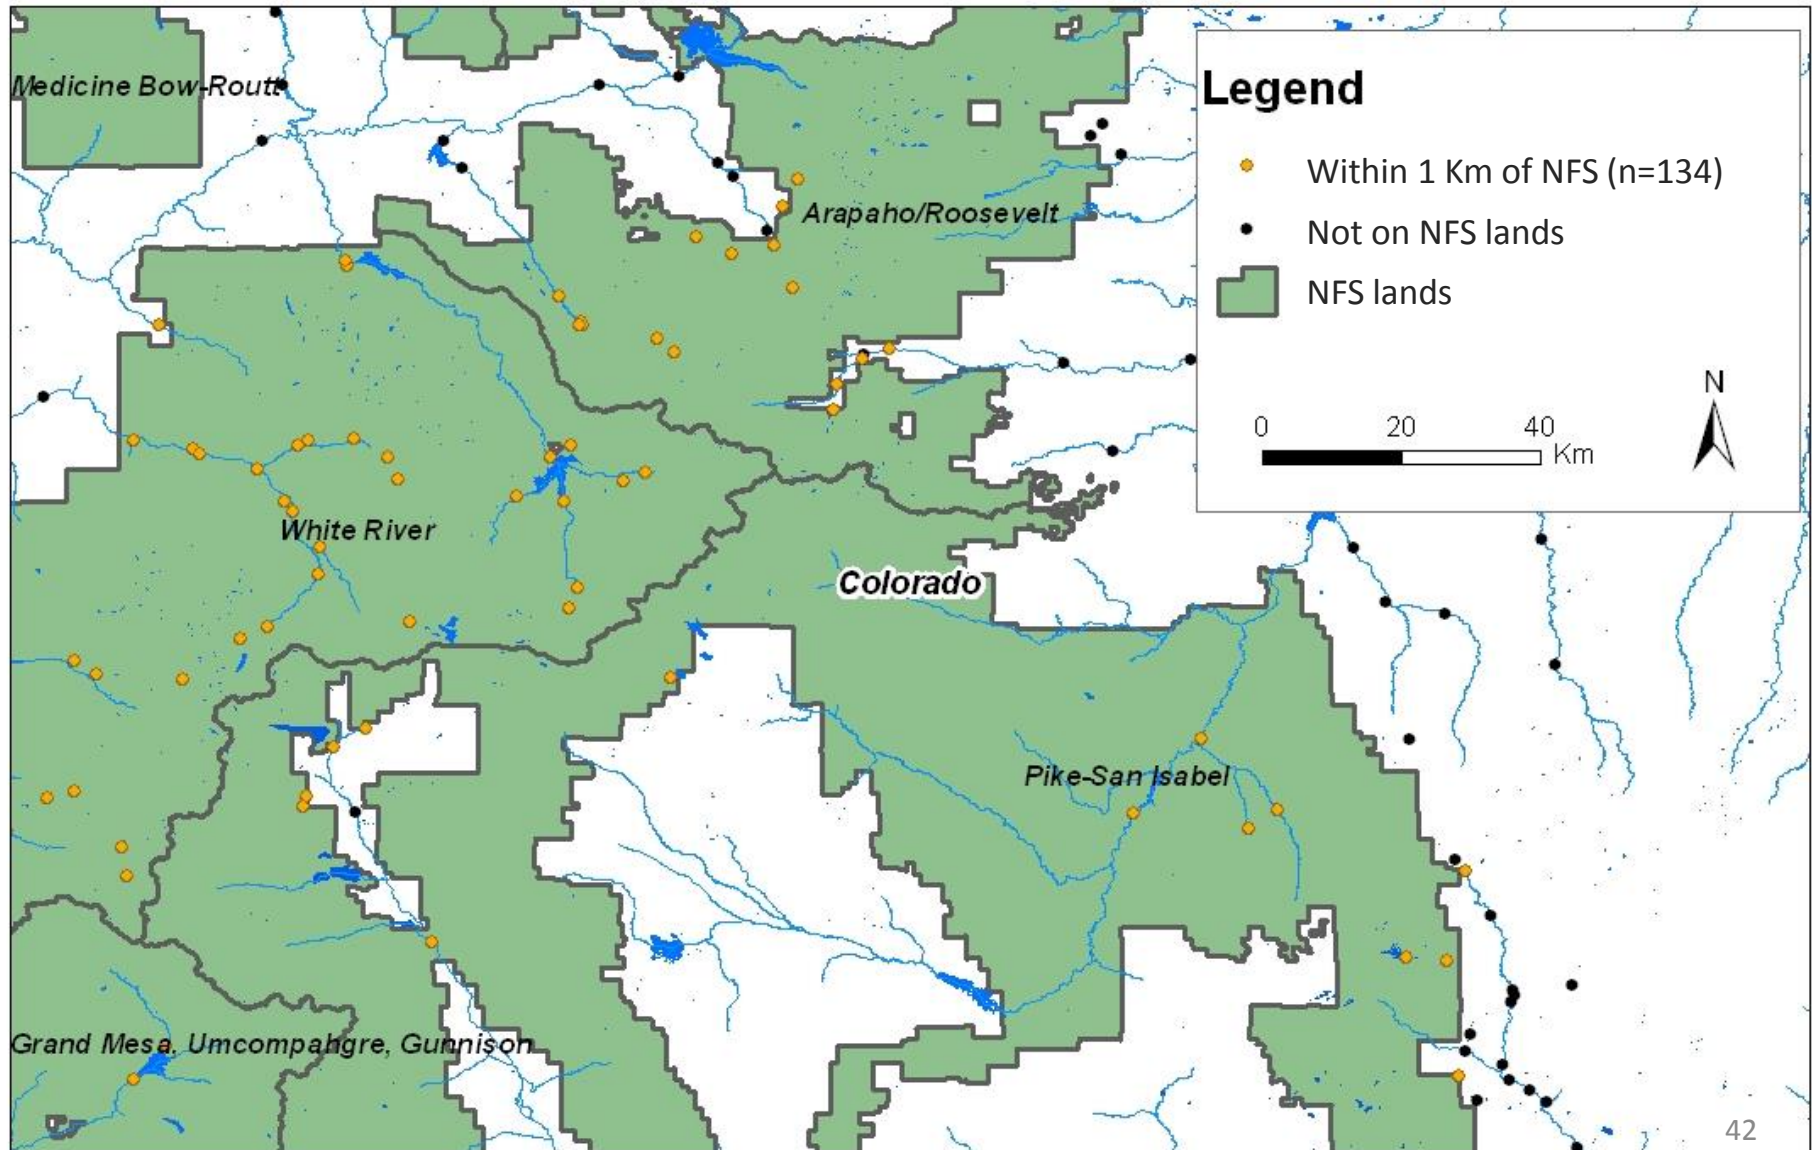 Medicine Bow-Routt
Arapaho/Roosevelt
White River
Colorado
Pike-San Isabel
Grand Mesa, Umcompahgre, Gunnison
Legend
Within 1 Km of NFS (n=134)
Not on NFS lands
NFS lands
N
0 20 40
Km
42